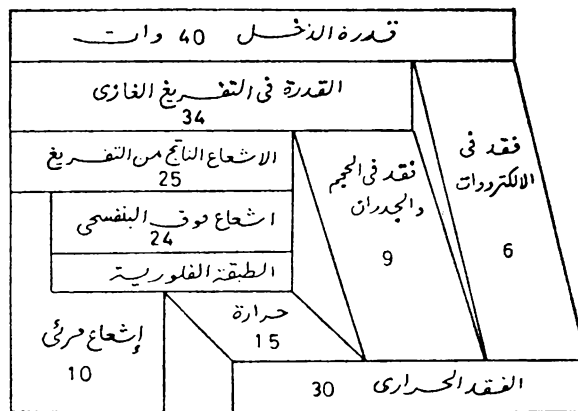 قدرة الدخل 40 وات
القدرة فى التفريغ الغازى
34
فقد فى
الالكترودات
6
الاشعاع الناتج من التفريغ
25
فقد فى الحجم
والجدران
9
اشعاع فوق البنفسجى
24
الطبقة الفلورية
حرارة
15
إشعاع مرئى
10
الفقد الحرارى 30